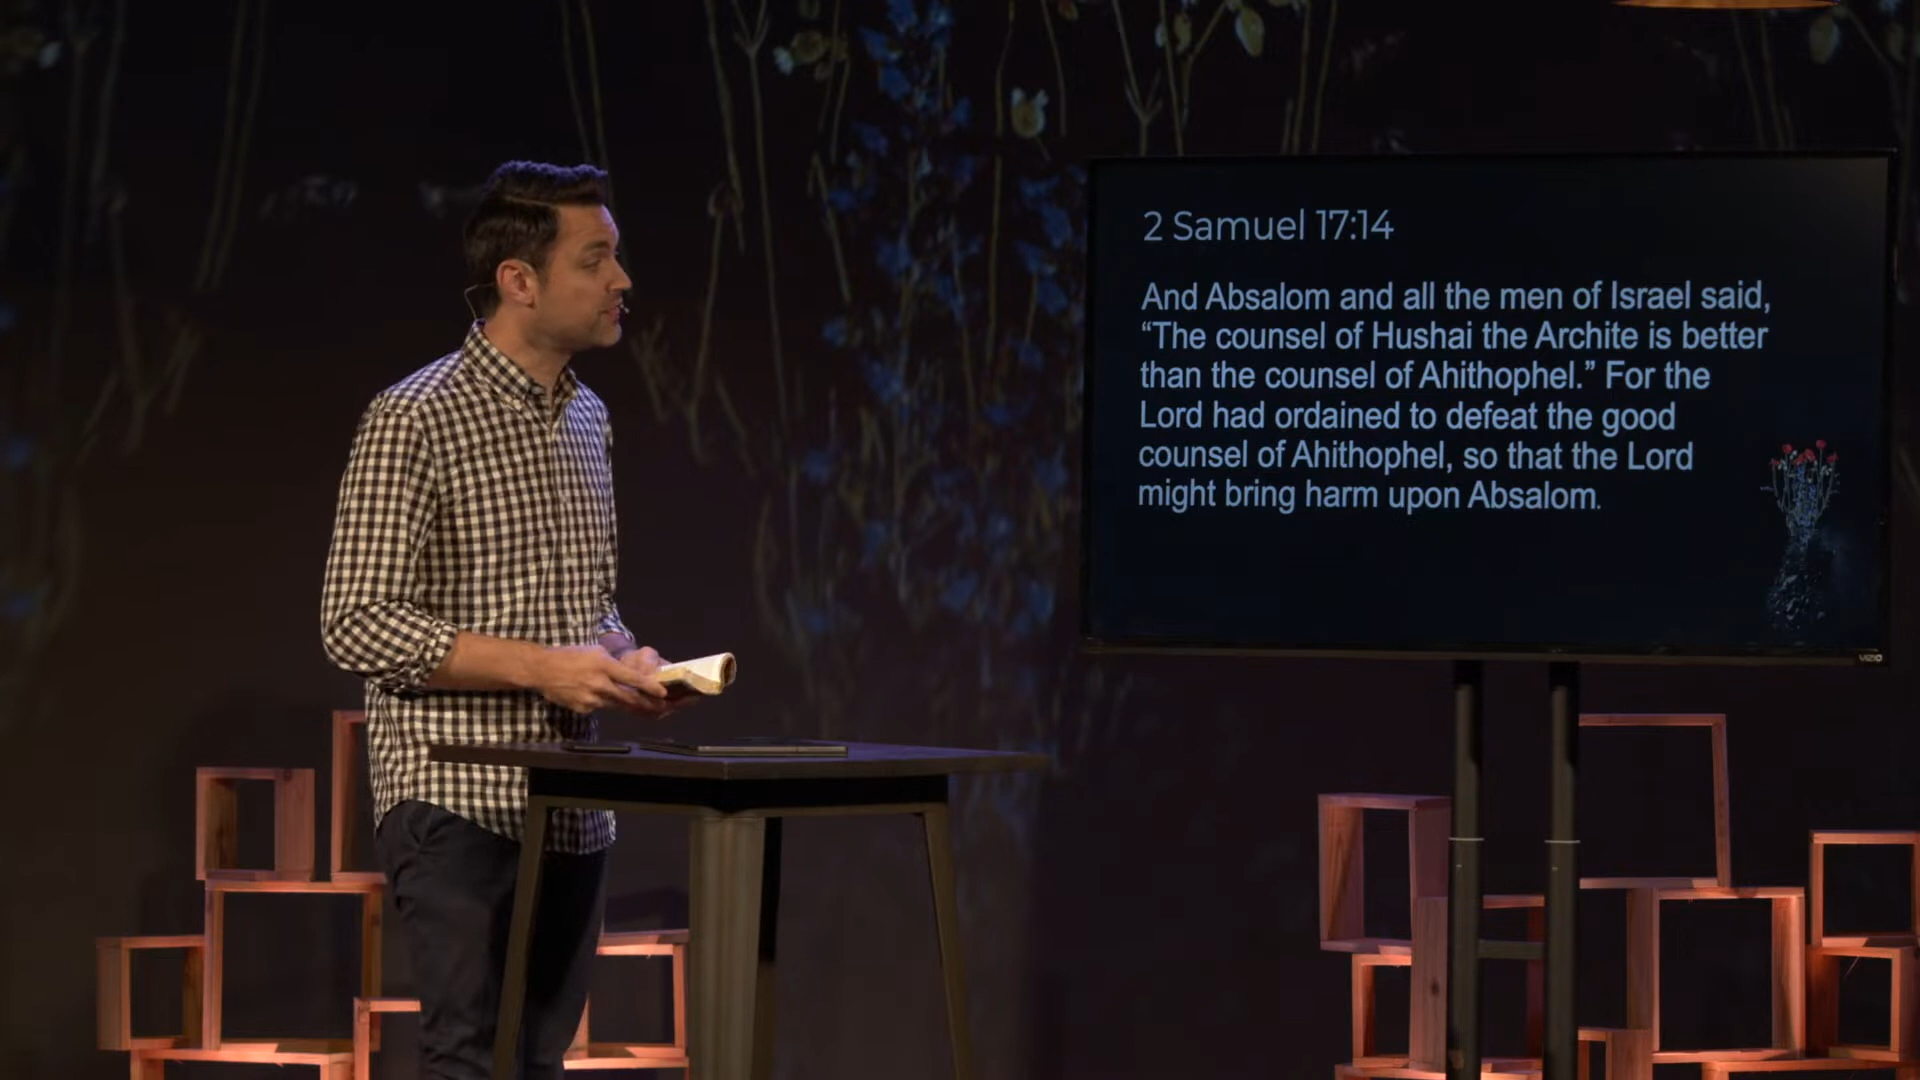 2 Samuel 17:14
And Absalom and all the men of Israel said,
“The counsel of Hushai the Archite is better
than the counsel of Ahithophel.” For the
Lord had ordained to defeat the good
counsel of Ahithophel, so that the Lord
might bring harm upon Absalom.
VIZIO